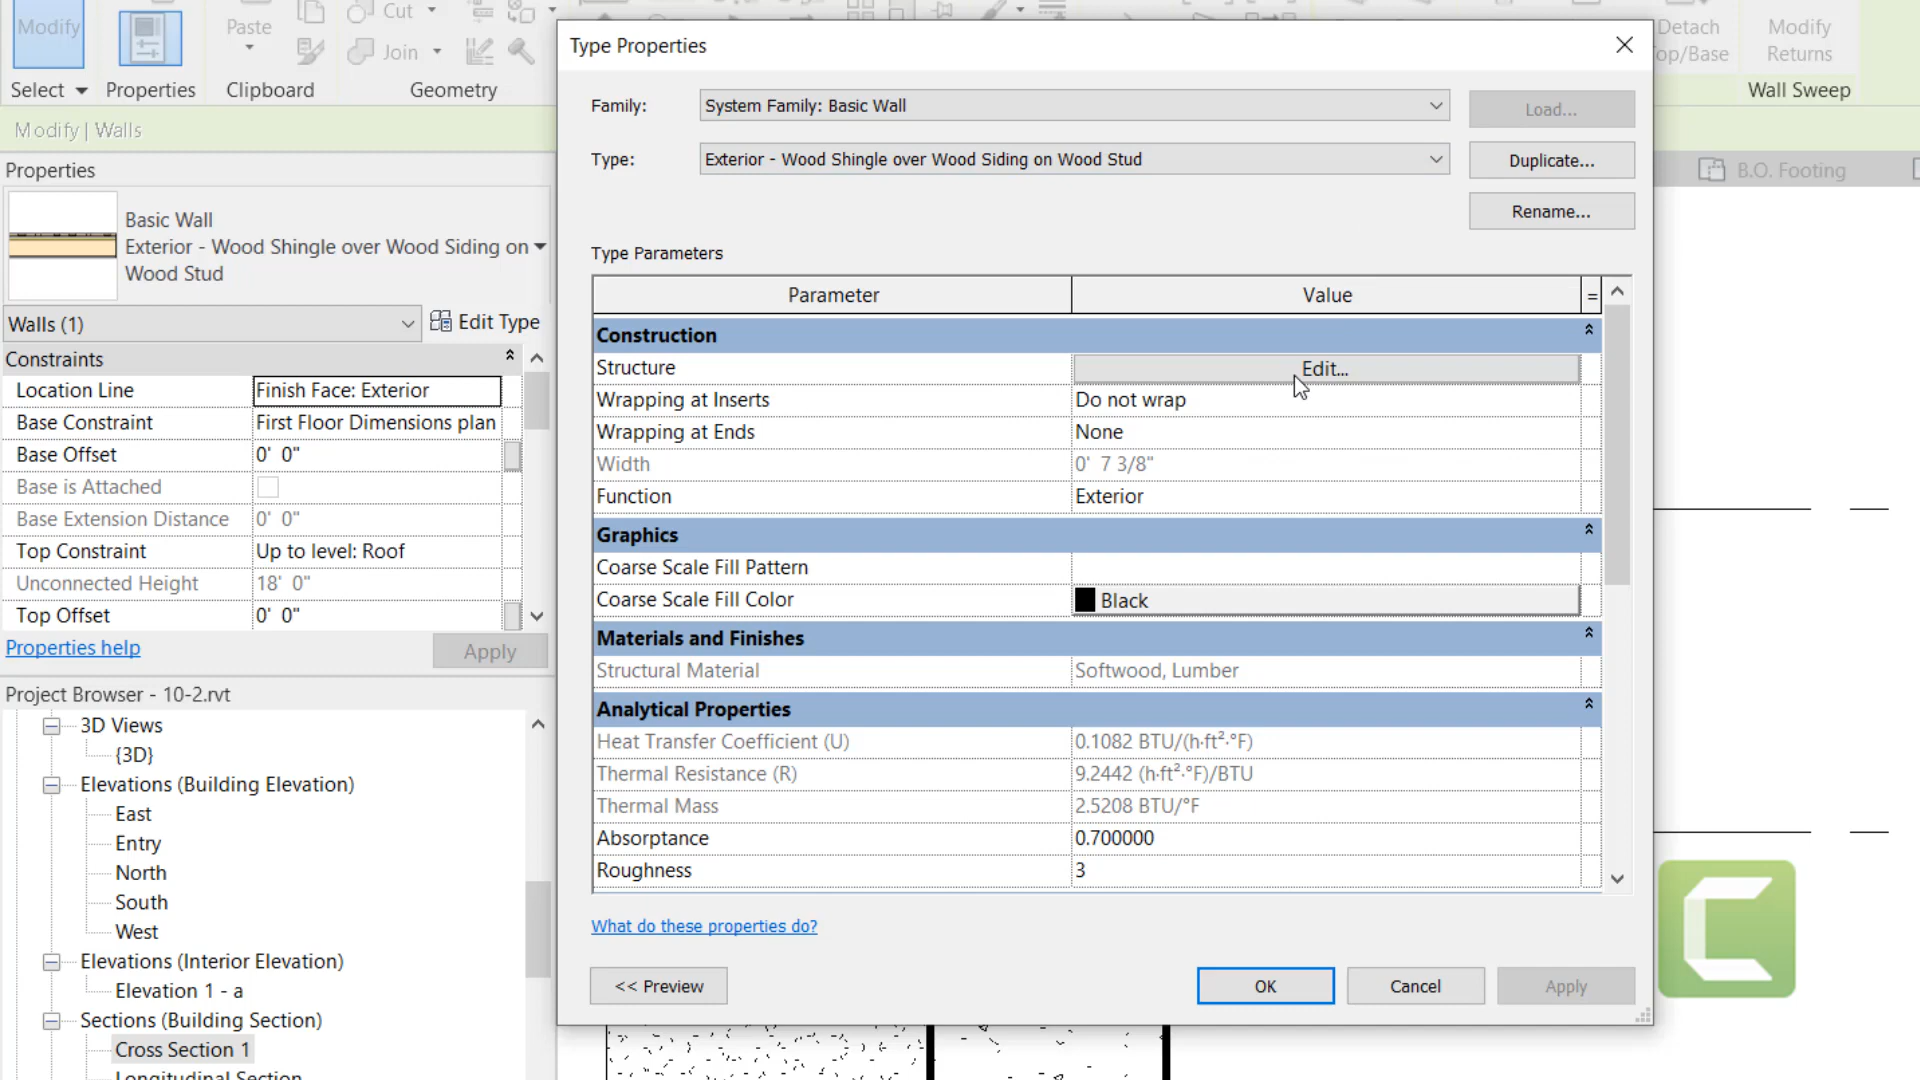 Modify
Paste
Cut
Join
Detach
Top/Base
Modify
Returns
Select
Properties
Clipboard
Geometry
Wall Sweep
Modify | Walls
Properties
Basic Wall
Exterior - Wood Shingle over Wood Siding on
Wood Stud
Walls (1)
Edit Type
Constraints
Location Line Finish Face: Exterior
Base Constraint First Floor Dimensions plan
Base Offset 0' 0"
Base is Attached
Base Extension Distance 0' 0"
Top Constraint Up to level: Roof
Unconnected Height 18' 0"
Top Offset 0' 0"
Properties help
Apply
Project Browser - 10-2.rvt
3D Views
{3D}
Elevations (Building Elevation)
East
Entry
North
South
West
Elevations (Interior Elevation)
Elevation 1 - a
Sections (Building Section)
Cross Section 1
Longitudinal Section
Type Properties
Family: System Family: Basic Wall
Load...
Type: Exterior - Wood Shingle over Wood Siding on Wood Stud
Duplicate...
Rename...
Type Parameters
Parameter Value =
Construction
Structure Edit...
Wrapping at Inserts Do not wrap
Wrapping at Ends None
Width 0' 7 3/8"
Function Exterior
Graphics
Coarse Scale Fill Pattern
Coarse Scale Fill Color Black
Materials and Finishes
Structural Material Softwood, Lumber
Analytical Properties
Heat Transfer Coefficient (U) 0.1082 BTU/(h·ft²·°F)
Thermal Resistance (R) 9.2442 (h·ft²·°F)/BTU
Thermal Mass 2.5208 BTU/°F
Absorptance 0.700000
Roughness 3
What do these properties do?
<< Preview
OK
Cancel
Apply
B.O. Footing